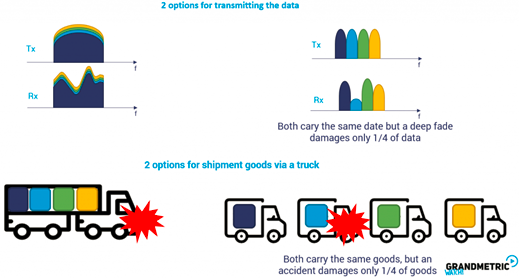 2 options for transmitting the data
Tx
f
Rx
f
Tx
f
Rx
f
Both cary the same date but a deep fade
damages only 1/4 of data
2 options for shipment goods via a truck
Both carry the same goods, but an
accident damages only 1/4 of goods
GRANDMETRIC